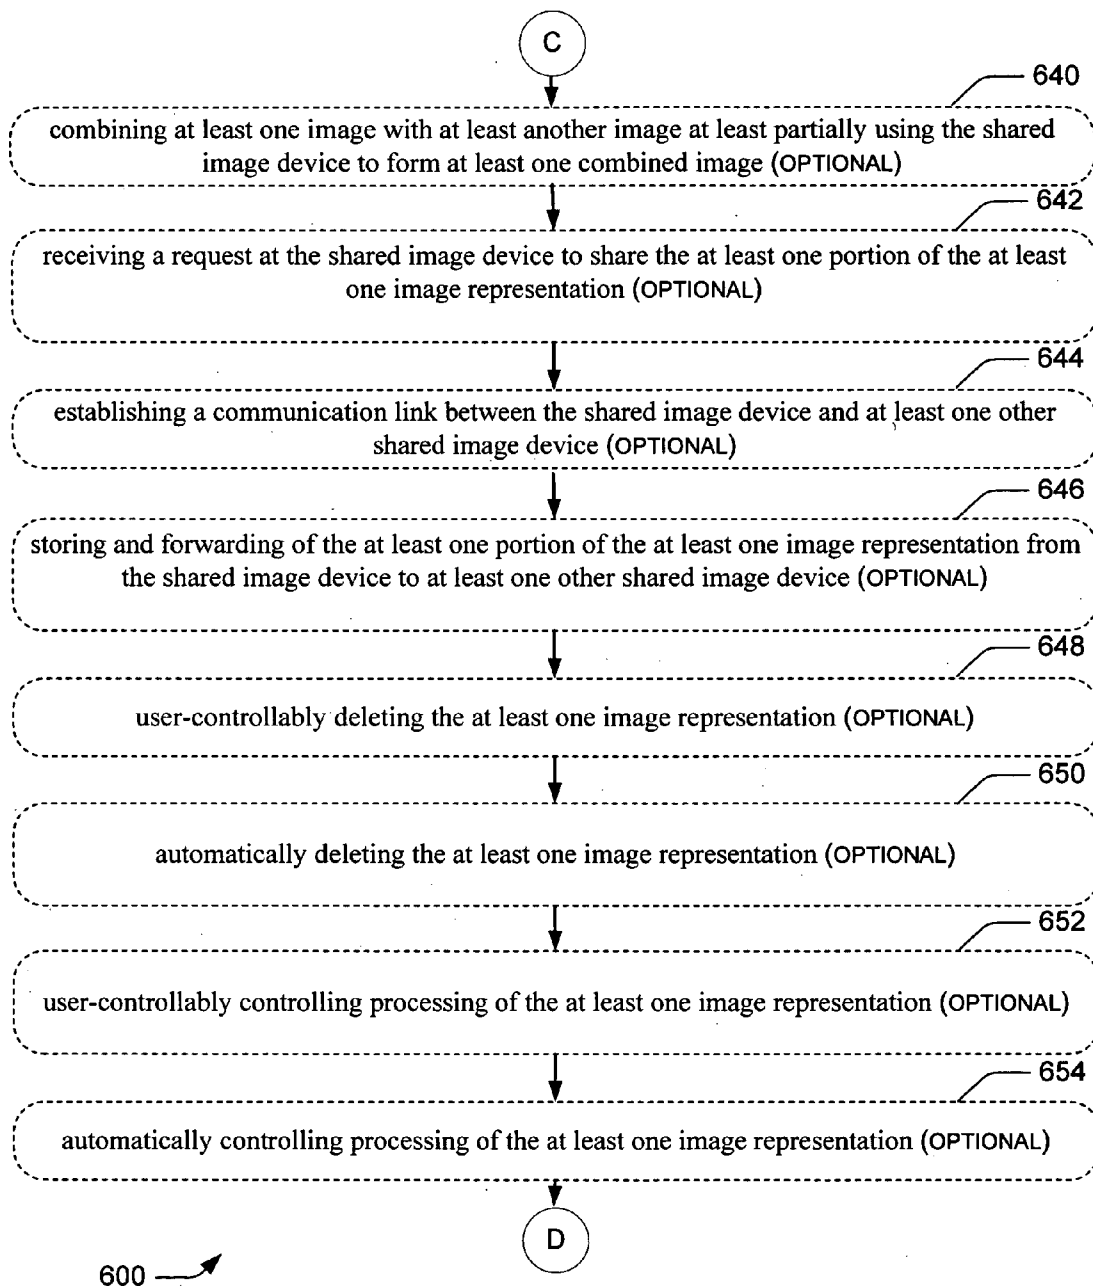 C
640
combining at least one image with at least another image at least partially using the shared
image device to form at least one combined image (OPTIONAL)
642
receiving a request at the shared image device to share the at least one portion of the at least
one image representation (OPTIONAL)
644
establishing a communication link between the shared image device and at least one other
shared image device (OPTIONAL)
646
storing and forwarding of the at least one portion of the at least one image representation from
the shared image device to at least one other shared image device (OPTIONAL)
648
user-controllably deleting the at least one image representation (OPTIONAL)
650
automatically deleting the at least one image representation (OPTIONAL)
652
user-controllably controlling processing of the at least one image representation (OPTIONAL)
654
automatically controlling processing of the at least one image representation (OPTIONAL)
D
600